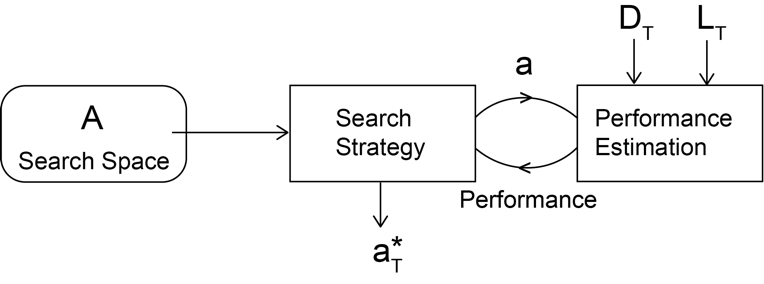 D_T L_T
a
A
Search Space
Search
Strategy
Performance
Estimation
Performance
a*_T